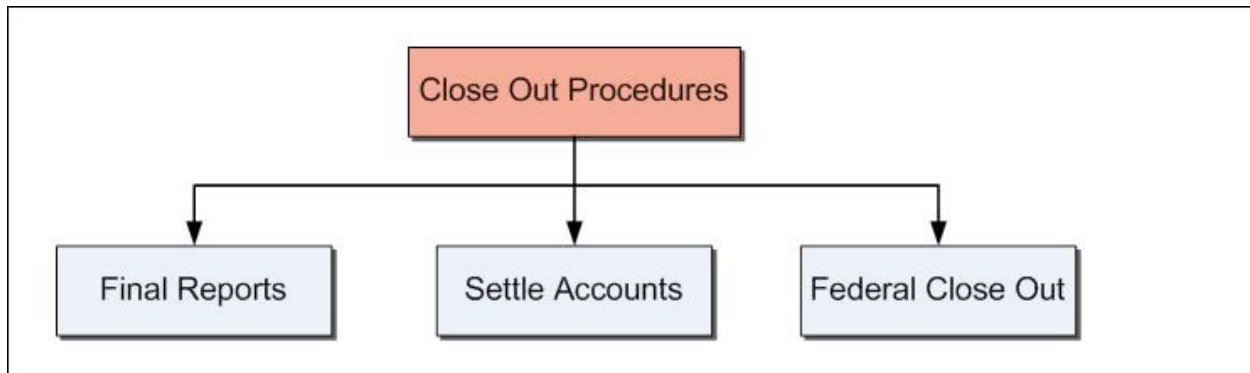 Close Out Procedures
Final Reports
Settle Accounts
Federal Close Out